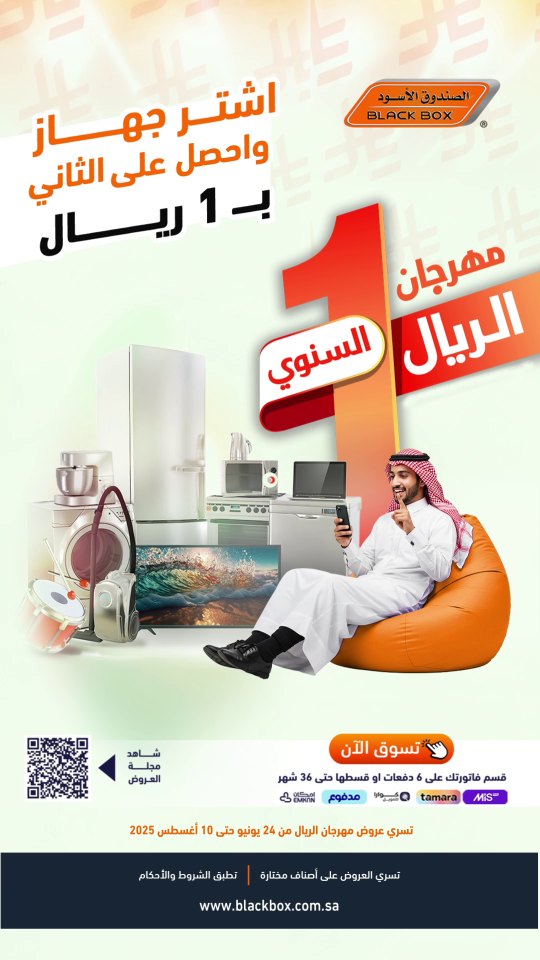 الصندوق الأسود
BLACK BOX
®
اشتر جهاز
واحصل على الثاني
بـ 1 ريال
مهرجان
1
الريال
السنوي
تسوق الآن
قسم فاتورتك على 6 دفعات او قسطها حتى 36 شهر
MIS tamara كوارا مدفوع إمكان EMKAN
شاهد
مجلة
العروض
تسري عروض مهرجان الريال من 24 يونيو حتى 10 أغسطس 2025
تسري العروض على أصناف مختارة | تطبق الشروط والأحكام
www.blackbox.com.sa